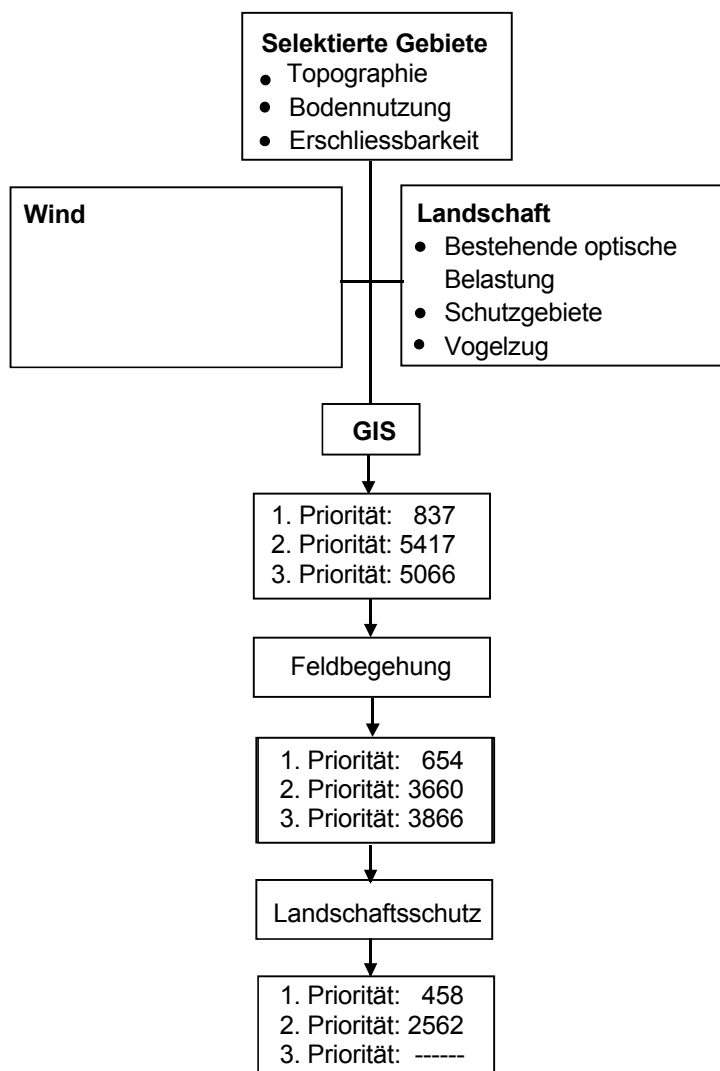 Selektierte Gebiete
• Topographie
• Bodennutzung
• Erschliessbarkeit
Wind
Landschaft
• Bestehende optische
Belastung
• Schutzgebiete
• Vogelzug
GIS
1. Priorität: 837
2. Priorität: 5417
3. Priorität: 5066
Feldbegehung
1. Priorität: 654
2. Priorität: 3660
3. Priorität: 3866
Landschaftsschutz
1. Priorität: 458
2. Priorität: 2562
3. Priorität: ------